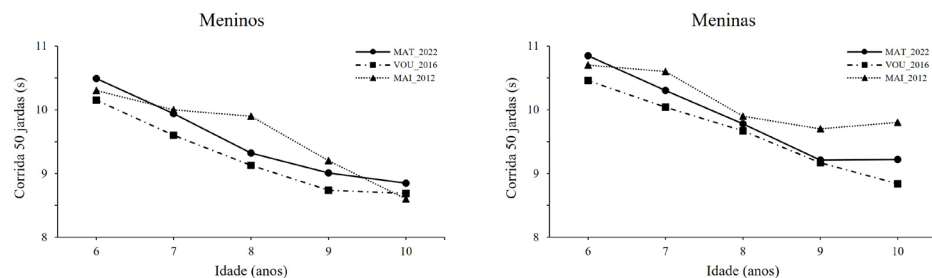 Meninos
MAT_2022
VOU_2016
MAI_2012
Corrida 50 jardas (s)
11
10
9
8
6 7 8 9 10
Idade (anos)
Meninas
MAT_2022
VOU_2016
MAI_2012
Corrida 50 jardas (s)
11
10
9
8
6 7 8 9 10
Idade (anos)